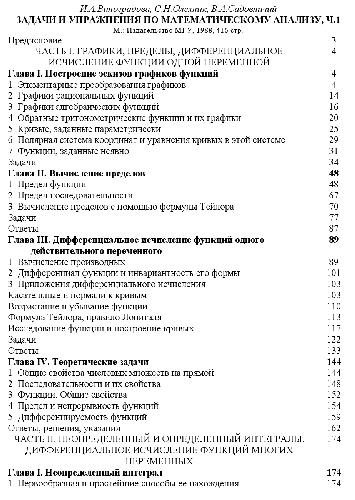 И.А.Виноградова, С.Н.Олехник, В.А.Садовничий
ЗАДАЧИ И УПРАЖНЕНИЯ ПО МАТЕМАТИЧЕСКОМУ АНАЛИЗУ, Ч.1
М.: Издательство МГУ, 1988, 416 стр.
Предисловие 3
ЧАСТЬ I. ГРАФИКИ, ПРЕДЕЛЫ, ДИФФЕРЕНЦИАЛЬНОЕ 4
ИСЧИСЛЕНИЕ ФУНКЦИИ ОДНОЙ ПЕРЕМЕННОЙ
Глава I. Построение эскизов графиков функций 4
1 Элементарные преобразования графиков 4
2 Графики рациональных функций 14
3 Графики алгебраических функций 16
4 Обратные тригонометрические функции и их графики 20
5 Кривые, заданные параметрически 25
6 Полярная система координат и уравнения кривых в этой системе 29
7 Функции, заданные неявно 31
Задачи 34
Глава II. Вычисление пределов 48
1 Предел функции 48
2 Предел последовательности 67
3 Вычисление пределов с помощью формулы Тейлора 70
Задачи 77
Ответы 87
Глава III. Дифференциальное исчисление функций одного 89
действительного переменного
1 Вычисление производных 89
2 Дифференциал функции и инвариантность его формы 101
3 Приложения дифференциального исчисления 103
Касательные и нормали к кривым 103
Возрастание и убывание функции 110
Формула Тейлора, правило Лопиталя 113
Исследование функции и построение кривых 117
Задачи 122
Ответы 133
Глава IV. Теоретические задачи 144
1 Общие свойства числовых множеств на прямой 144
2 Последовательности и их свойства 148
3 Функции. Общие свойства 152
4 Предел и непрерывность функций 154
5 Дифференцируемость функций 159
Ответы, решения, указания 162
ЧАСТЬ II. НЕОПРЕДЕЛЕННЫЙ И ОПРЕДЕЛЕННЫЙ ИНТЕГРАЛЫ. 174
ДИФФЕРЕНЦИАЛЬНОЕ ИСЧИСЛЕНИЕ ФУНКЦИЙ МНОГИХ
ПЕРЕМЕННЫХ
Глава I. Неопределенный интеграл 174
1 Первообразная и простейшие способы ее нахождения 174